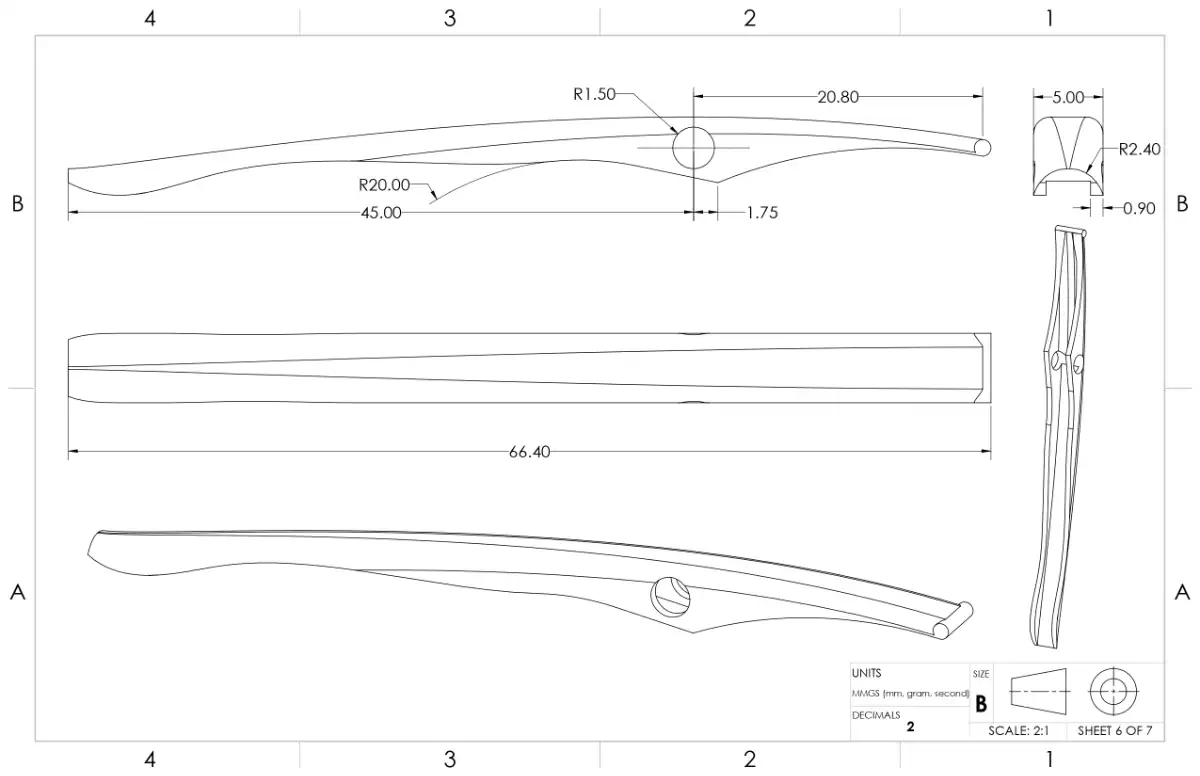 4 3 2 1
R1.50
20.80
5.00
R2.40
R20.00
B B
45.00
1.75
0.90
66.40
A A
UNITS
MMGS (mm, gram, second)
DECIMALS
2
SIZE
B
SCALE: 2:1
SHEET 6 OF 7
4 3 2 1